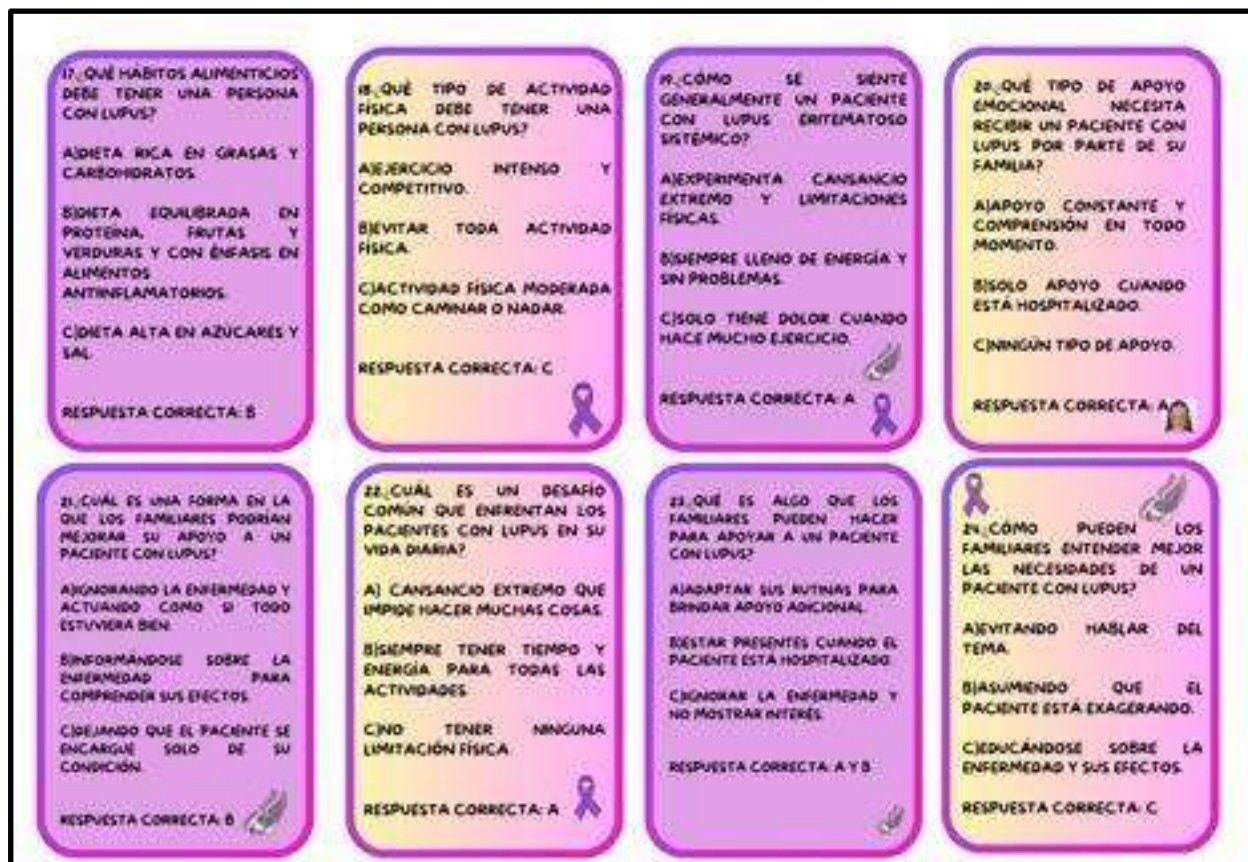 17.¿QUÉ HÁBITOS ALIMENTICIOS
DEBE TENER UNA PERSONA
CON LUPUS?
A)DIETA RICA EN GRASAS Y
CARBOHIDRATOS.
B)DIETA EQUILIBRADA EN
PROTEINA, FRUTAS Y
VERDURAS Y CON ÉNFASIS EN
ALIMENTOS
ANTIINFLAMATORIOS.
C)DIETA ALTA EN AZÚCARES Y
SAL.
RESPUESTA CORRECTA: B
18.¿QUÉ TIPO DE ACTIVIDAD
FÍSICA DEBE TENER UNA
PERSONA CON LUPUS?
A)EJERCICIO INTENSO Y
COMPETITIVO.
B)EVITAR TODA ACTIVIDAD
FÍSICA.
C)ACTIVIDAD FÍSICA MODERADA
COMO CAMINAR O NADAR.
RESPUESTA CORRECTA: C
19.¿CÓMO SE SIENTE
GENERALMENTE UN PACIENTE
CON LUPUS ERITEMATOSO
SISTÉMICO?
A)EXPERIMENTA CANSANCIO
EXTREMO Y LIMITACIONES
FÍSICAS.
B)SIEMPRE LLENO DE ENERGÍA Y
SIN PROBLEMAS.
C)SOLO TIENE DOLOR CUANDO
HACE MUCHO EJERCICIO.
RESPUESTA CORRECTA: A
20.¿QUÉ TIPO DE APOYO
EMOCIONAL NECESITA
RECIBIR UN PACIENTE CON
LUPUS POR PARTE DE SU
FAMILIA?
A)APOYO CONSTANTE Y
COMPRENSIÓN EN TODO
MOMENTO.
B)SOLO APOYO CUANDO
ESTÁ HOSPITALIZADO.
C)NINGÚN TIPO DE APOYO.
RESPUESTA CORRECTA: A
21.¿CUÁL ES UNA FORMA EN LA
QUE LOS FAMILIARES PODRÍAN
MEJORAR SU APOYO A UN
PACIENTE CON LUPUS?
A)IGNORANDO LA ENFERMEDAD Y
ACTUANDO COMO SI TODO
ESTUVIERA BIEN.
B)INFORMÁNDOSE SOBRE LA
ENFERMEDAD PARA
COMPRENDER SUS EFECTOS.
C)DEJANDO QUE EL PACIENTE SE
ENCARGUE SOLO DE SU
CONDICIÓN.
RESPUESTA CORRECTA: B
22.¿CUÁL ES UN DESAFÍO
COMÚN QUE ENFRENTAN LOS
PACIENTES CON LUPUS EN SU
VIDA DIARIA?
A) CANSANCIO EXTREMO QUE
IMPIDE HACER MUCHAS COSAS.
B)SIEMPRE TENER TIEMPO Y
ENERGÍA PARA TODAS LAS
ACTIVIDADES.
C)NO TENER NINGUNA
LIMITACIÓN FÍSICA.
RESPUESTA CORRECTA: A
23.¿QUÉ ES ALGO QUE LOS
FAMILIARES PUEDEN HACER
PARA APOYAR A UN PACIENTE
CON LUPUS?
A)ADAPTAR SUS RUTINAS PARA
BRINDAR APOYO ADICIONAL.
B)ESTAR PRESENTES CUANDO EL
PACIENTE ESTÁ HOSPITALIZADO.
C)IGNORAR LA ENFERMEDAD Y
NO MOSTRAR INTERÉS.
RESPUESTA CORRECTA: A Y B
24.¿CÓMO PUEDEN LOS
FAMILIARES ENTENDER MEJOR
LAS NECESIDADES DE UN
PACIENTE CON LUPUS?
A)EVITANDO HABLAR DEL
TEMA.
B)ASUMIENDO QUE EL
PACIENTE ESTÁ EXAGERANDO.
C)EDUCÁNDOSE SOBRE LA
ENFERMEDAD Y SUS EFECTOS.
RESPUESTA CORRECTA: C